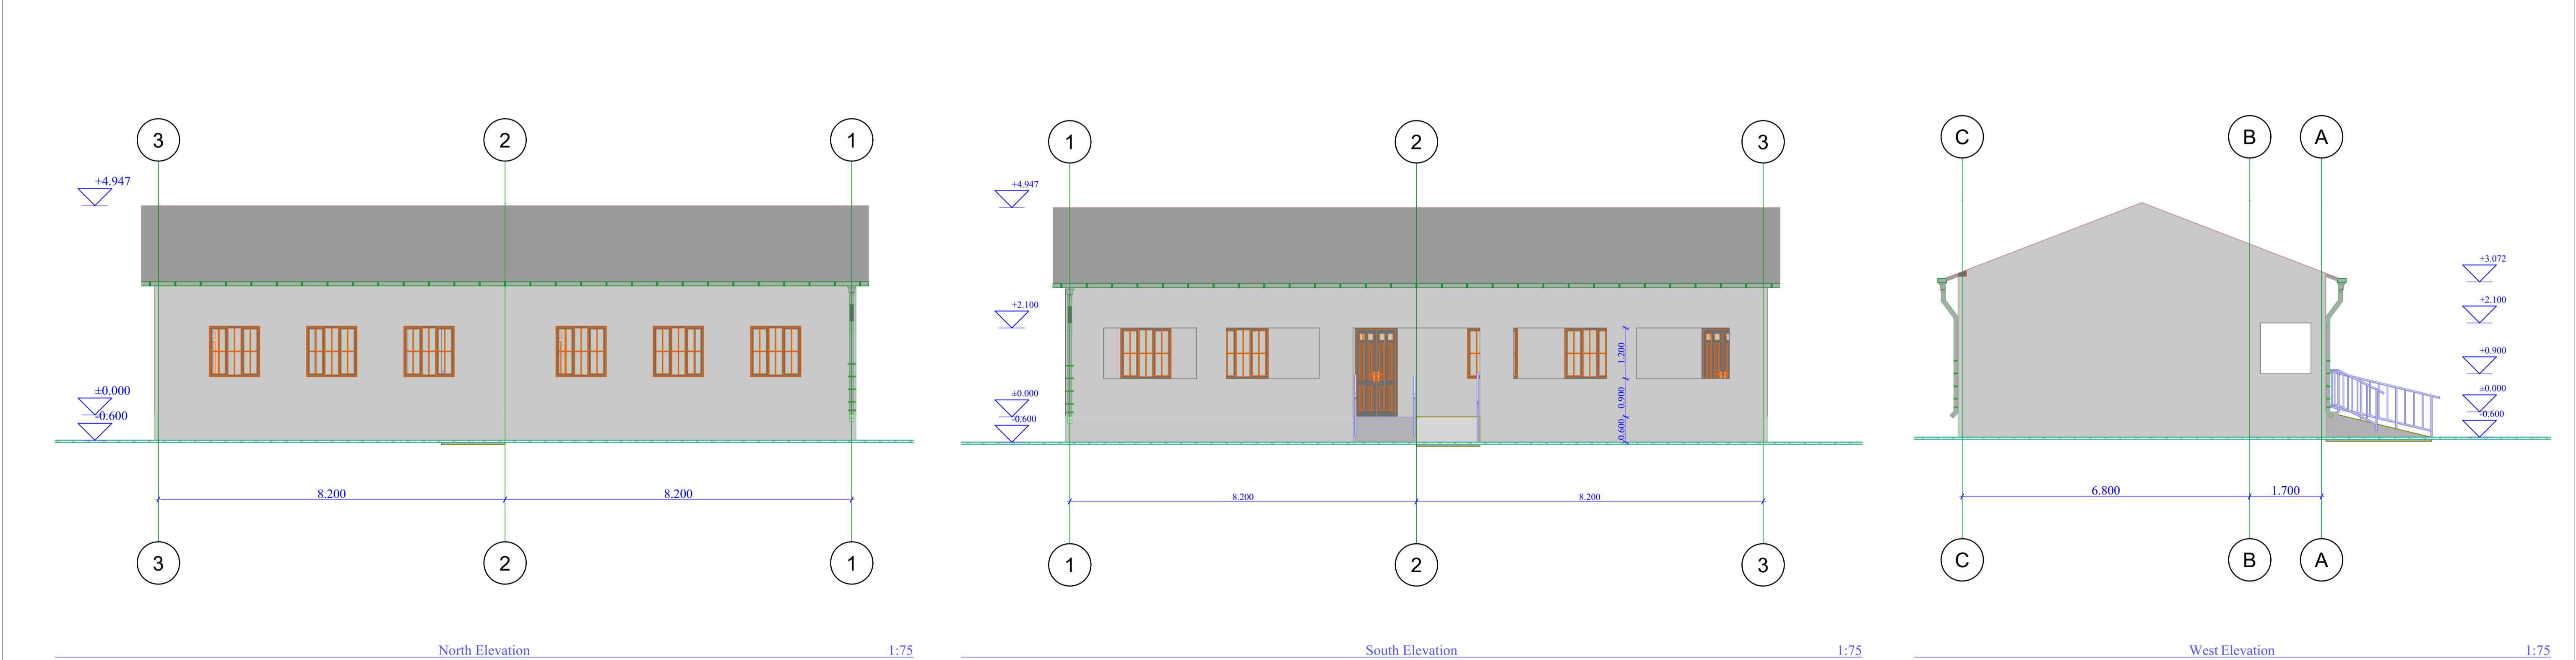 3 2 1
+4.947
±0.000
-0.600
8.200 8.200
3 2 1
North Elevation 1:75
1 2 3
+4.947
+2.100
±0.000
-0.600
1.200
0.900
0.600
8.200 8.200
1 2 3
South Elevation 1:75
C B A
+3.072
+2.100
+0.900
±0.000
-0.600
6.800 1.700
C B A
West Elevation 1:75